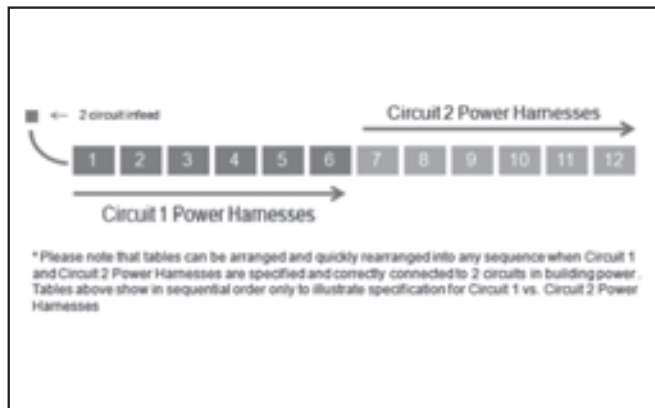 Circuit 2 Power Harnesses
← 2 circuit infeed
1 2 3 4 5 6 7 8 9 10 11 12
Circuit 1 Power Harnesses
*Please note that tables can be arranged and quickly rearranged into any sequence when Circuit 1
and Circuit 2 Power Harnesses are specified and correctly connected to 2 circuits in building power.
Tables above show in sequential order only to illustrate specification for Circuit 1 vs. Circuit 2 Power
Harnesses